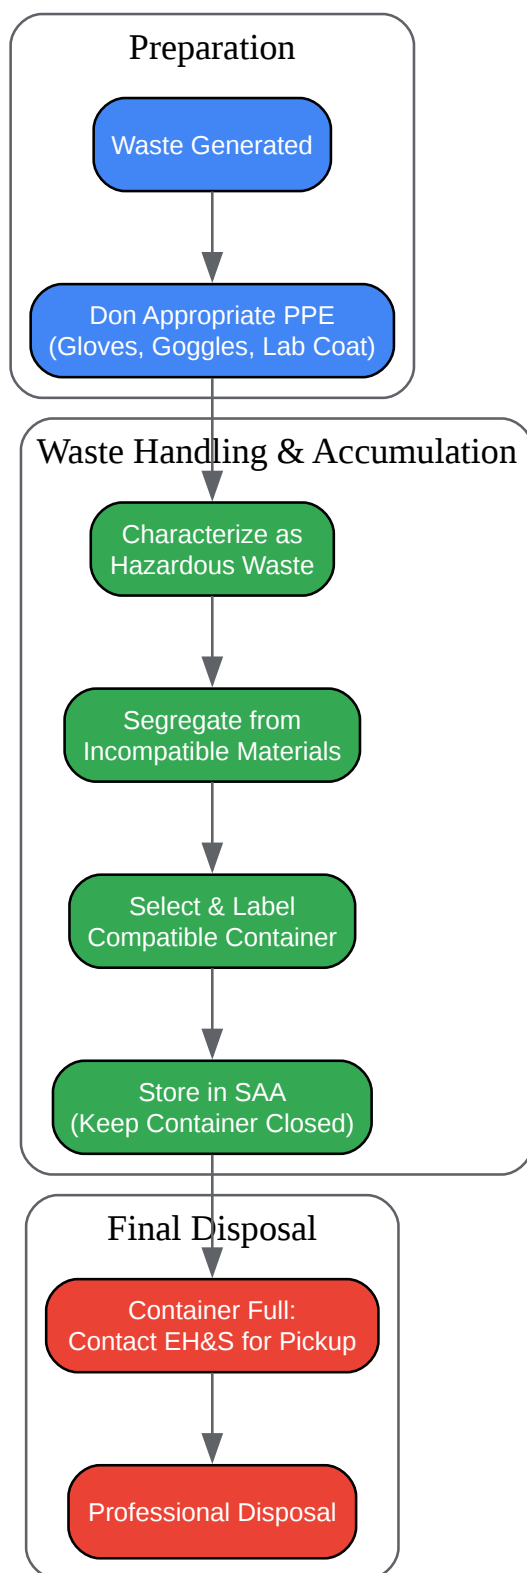 Preparation
Waste Generated
Don Appropriate PPE
(Gloves, Goggles, Lab Coat)
Waste Handling & Accumulation
Characterize as
Hazardous Waste
Segregate from
Incompatible Materials
Select & Label
Compatible Container
Store in SAA
(Keep Container Closed)
Final Disposal
Container Full:
Contact EH&S for Pickup
Professional Disposal